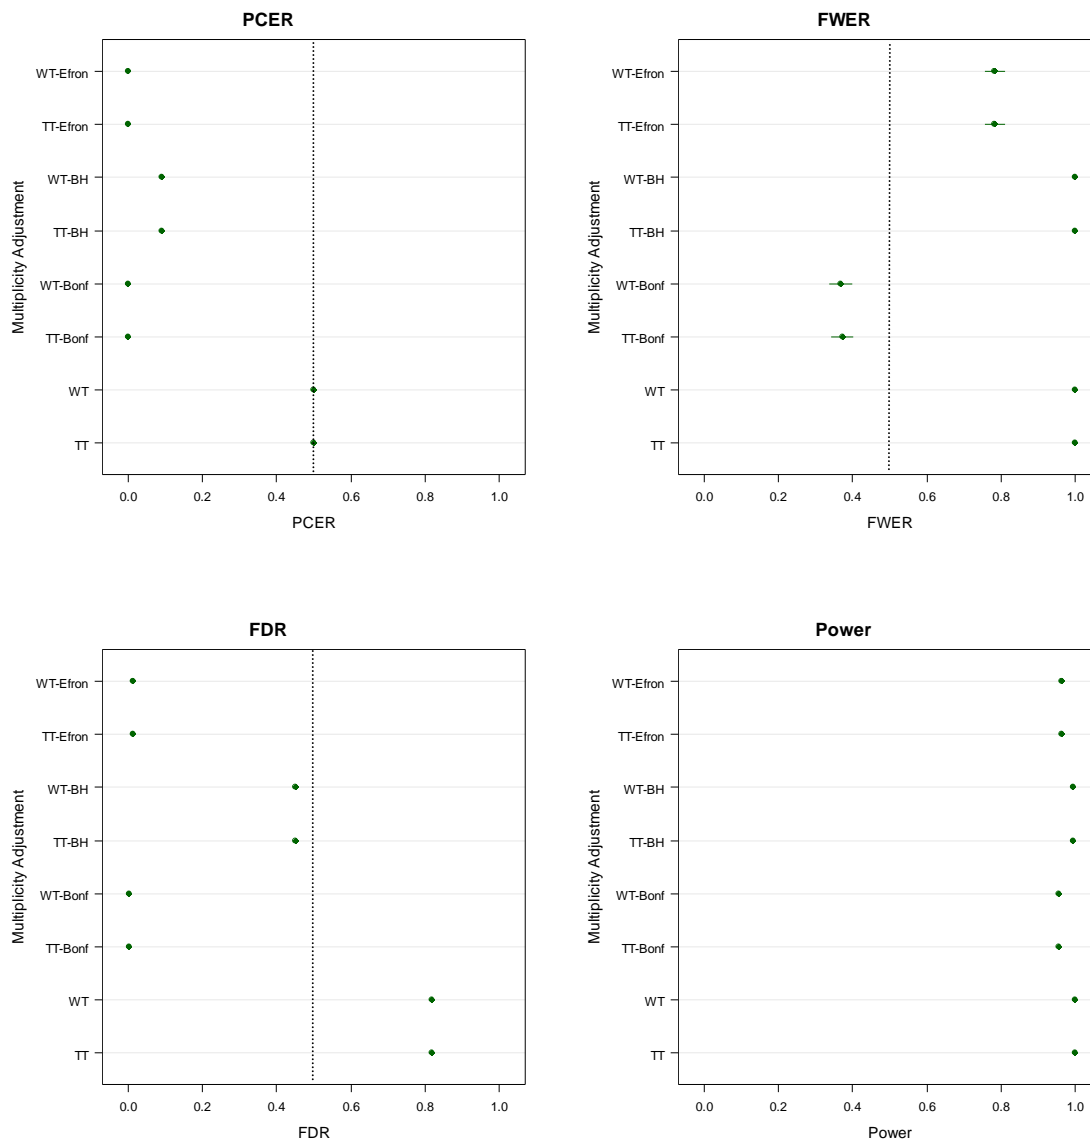 PCER
WT-Efron
TT-Efron
WT-BH
TT-BH
WT-Bonf
TT-Bonf
WT
TT
Multiplicity Adjustment
0.0 0.2 0.4 0.6 0.8 1.0
PCER
FWER
WT-Efron
TT-Efron
WT-BH
TT-BH
WT-Bonf
TT-Bonf
WT
TT
Multiplicity Adjustment
0.0 0.2 0.4 0.6 0.8 1.0
FWER
FDR
WT-Efron
TT-Efron
WT-BH
TT-BH
WT-Bonf
TT-Bonf
WT
TT
Multiplicity Adjustment
0.0 0.2 0.4 0.6 0.8 1.0
FDR
Power
WT-Efron
TT-Efron
WT-BH
TT-BH
WT-Bonf
TT-Bonf
WT
TT
Multiplicity Adjustment
0.0 0.2 0.4 0.6 0.8 1.0
Power